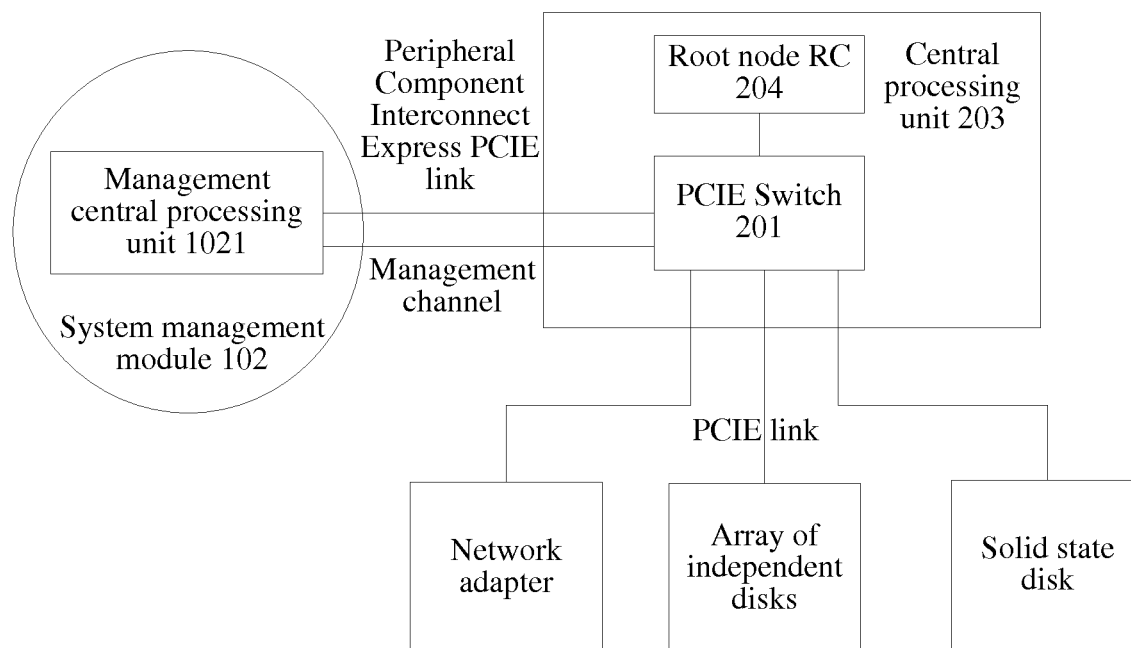 Peripheral
Component
Interconnect
Express PCIE
link
Root node RC
204
Central
processing
unit 203
Management
central processing
unit 1021
PCIE Switch
201
Management
channel
System management
module 102
PCIE link
Network
adapter
Array of
independent
disks
Solid state
disk